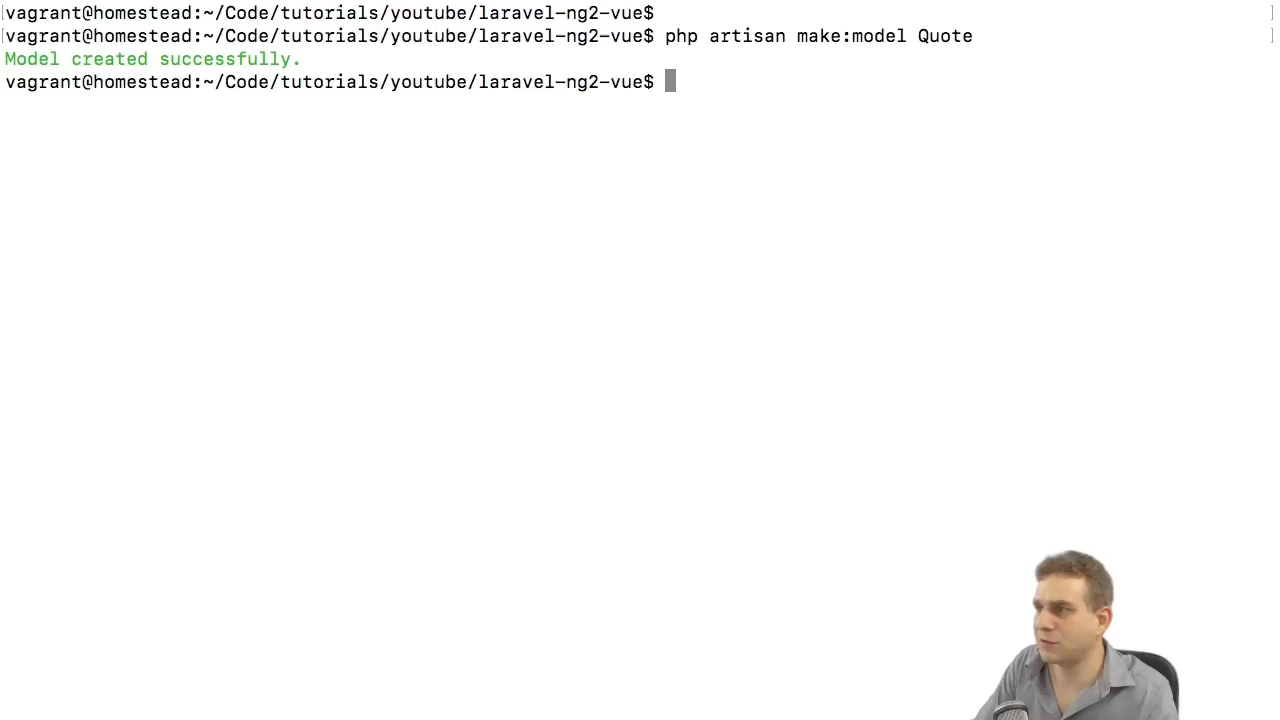 [vagrant@homestead:~/Code/tutorials/youtube/laravel-ng2-vue$ ]
[vagrant@homestead:~/Code/tutorials/youtube/laravel-ng2-vue$ php artisan make:model Quote ]
Model created successfully.
vagrant@homestead:~/Code/tutorials/youtube/laravel-ng2-vue$